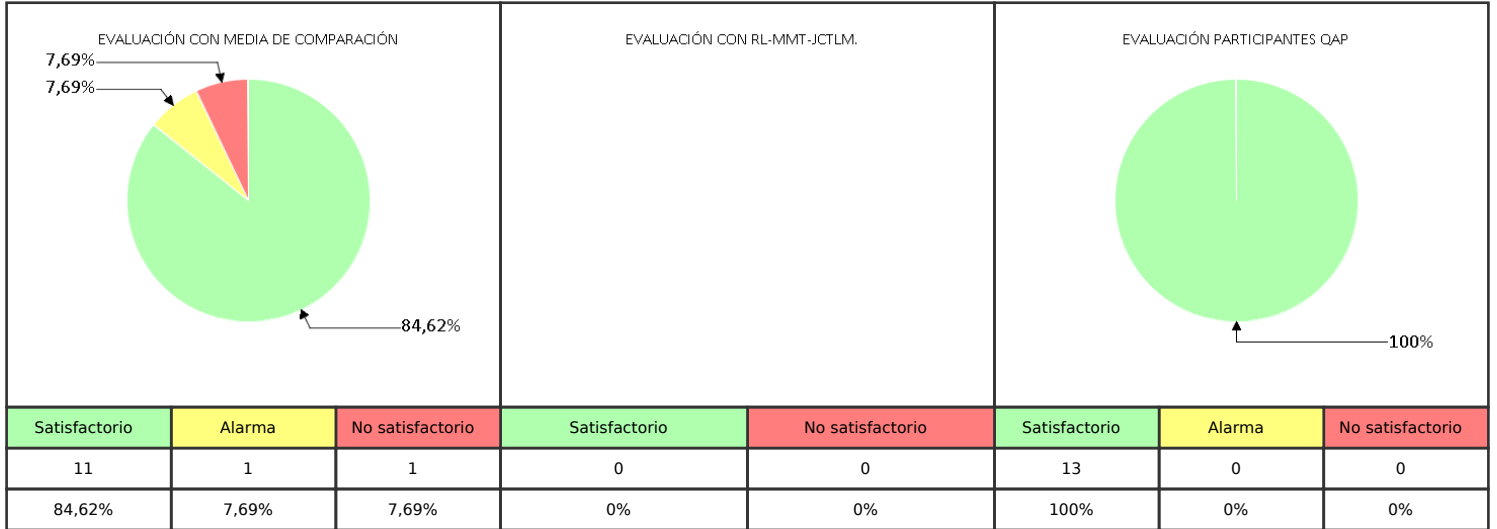 EVALUACIÓN CON MEDIA DE COMPARACIÓN
7,69%
7,69%
84,62%
EVALUACIÓN CON RL-MMT-JCTLM.
EVALUACIÓN PARTICIPANTES QAP
100%
Satisfactorio Alarma No satisfactorio Satisfactorio No satisfactorio Satisfactorio Alarma No satisfactorio
11 1 1 0 0 13 0 0
84,62% 7,69% 7,69% 0% 0% 100% 0% 0%